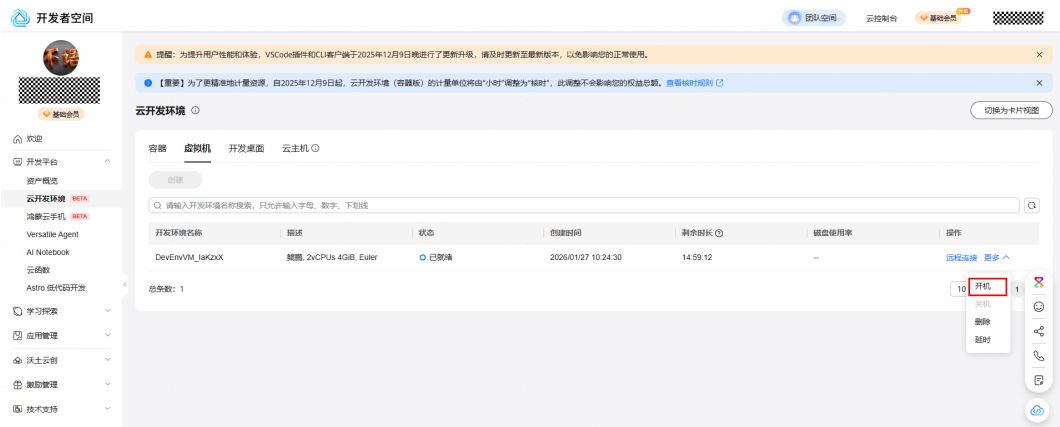 开发者空间
团队空间
云控制台
基础会员
不语
基础会员
欢迎
开发平台
资产概览
云开发环境 BETA
鸿蒙云手机 BETA
Versatile Agent
AI Notebook
云函数
Astro 低代码开发
学习探索
应用管理
沃土云创
激励管理
技术支持
提醒：为提升用户性能和体验，VSCode插件和CLI客户端于2025年12月9日晚进行了更新升级，请及时更新至最新版本，以免影响您的正常使用。
【重要】为了更精准地计量资源，自2025年12月9日起，云开发环境（容器版）的计量单位将由“小时”调整为“核时”，此调整不会影响您的权益总额。查看核时规则
云开发环境
切换为卡片视图
容器 虚拟机 开发桌面 云主机
创建
请输入开发环境名称搜索，只允许输入字母、数字、下划线
开发环境名称 描述 状态 创建时间 剩余时长 磁盘使用率 操作
DevEnvVM_IaKzxX 鲲鹏, 2vCPUs 4GiB, Euler 已就绪 2026/01/27 10:24:30 14:59:12 -- 远程连接 更多
总条数：1
10
1
开机
关机
删除
延时